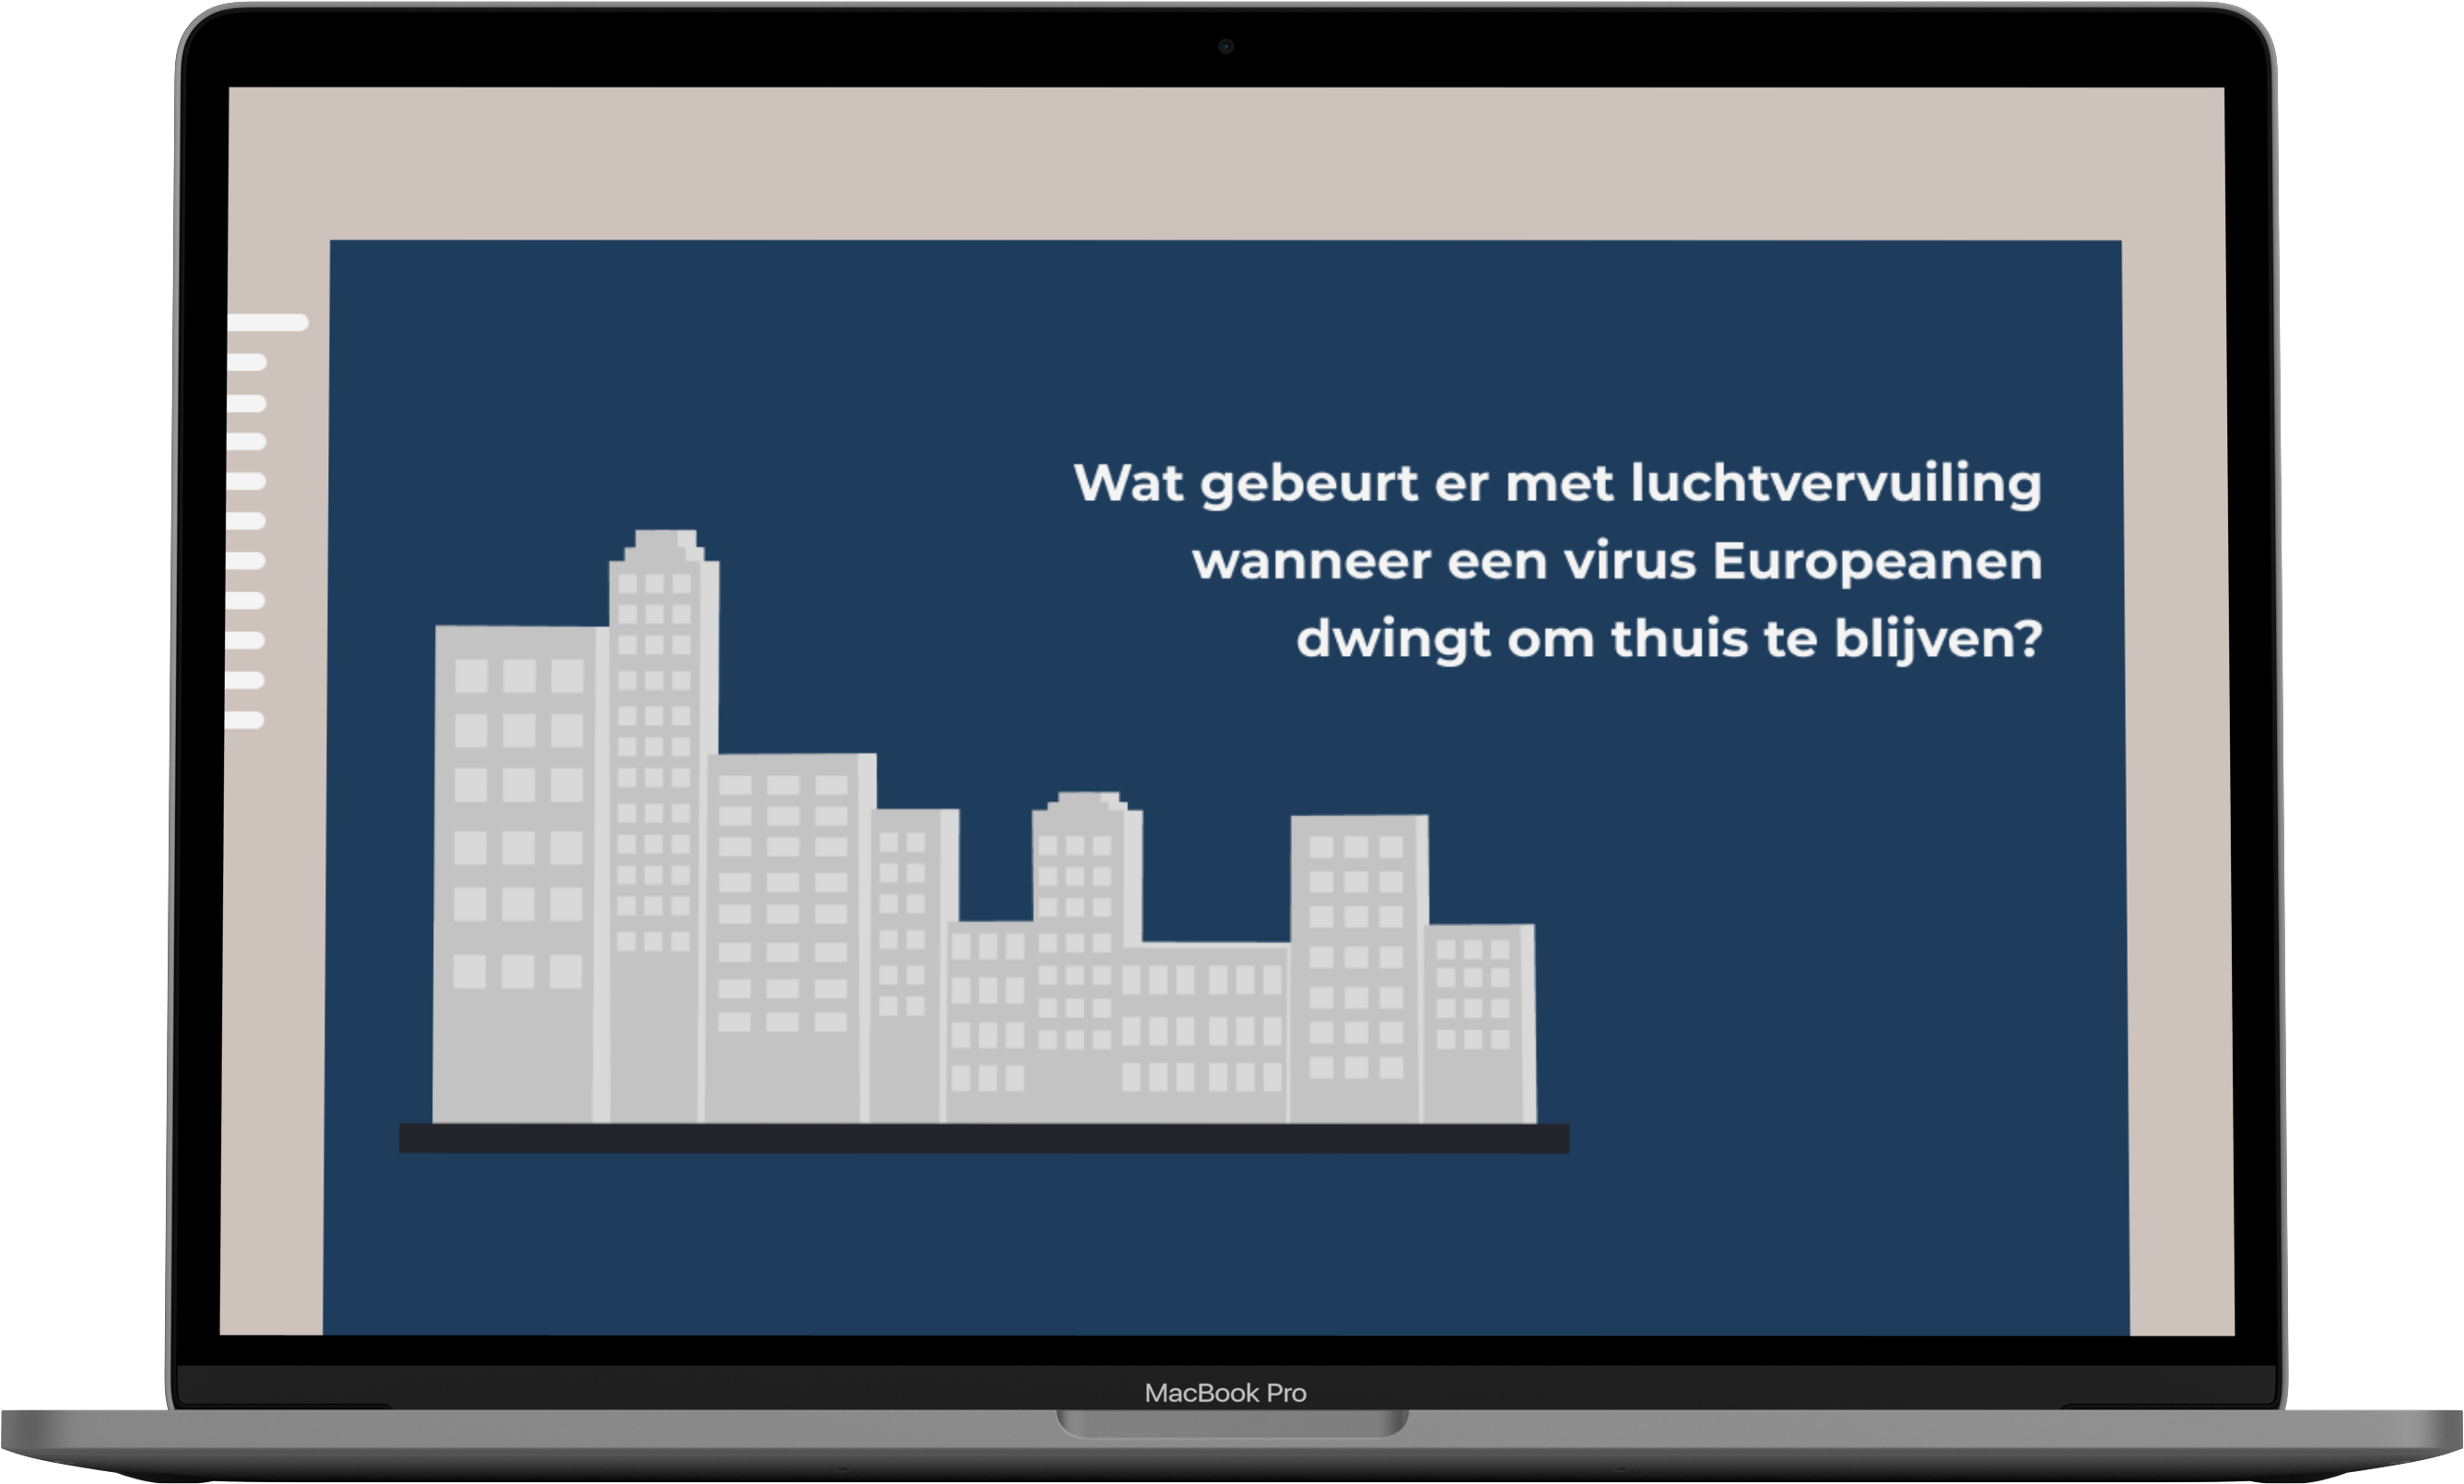 Wat gebeurt er met luchtvervuiling
wanneer een virus Europeanen
dwingt om thuis te blijven?
MacBook Pro